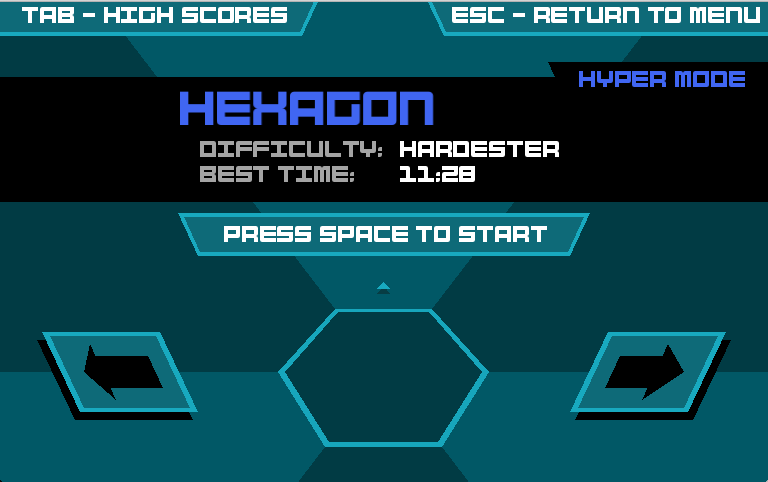 TAB - HIGH SCORES
ESC - RETURN TO MENU
HYPER MODE
HEXAGON
DIFFICULTY: HARDESTER
BEST TIME: 11:28
PRESS SPACE TO START